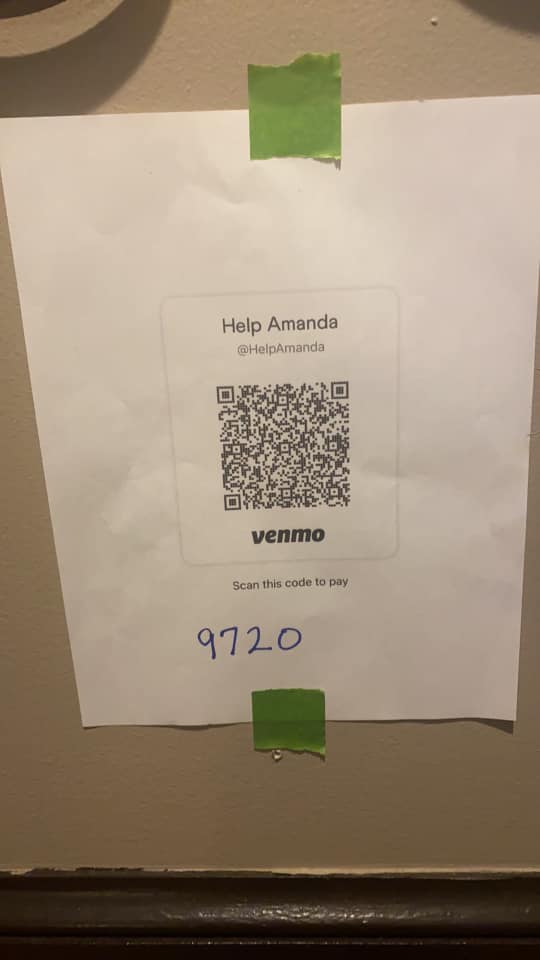 Help Amanda
@HelpAmanda
venmo
Scan this code to pay
9720